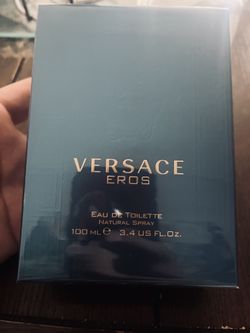 VERSACE
EROS
EAU DE TOILETTE
NATURAL SPRAY
100 ML ℮ 3.4 US FL.OZ.